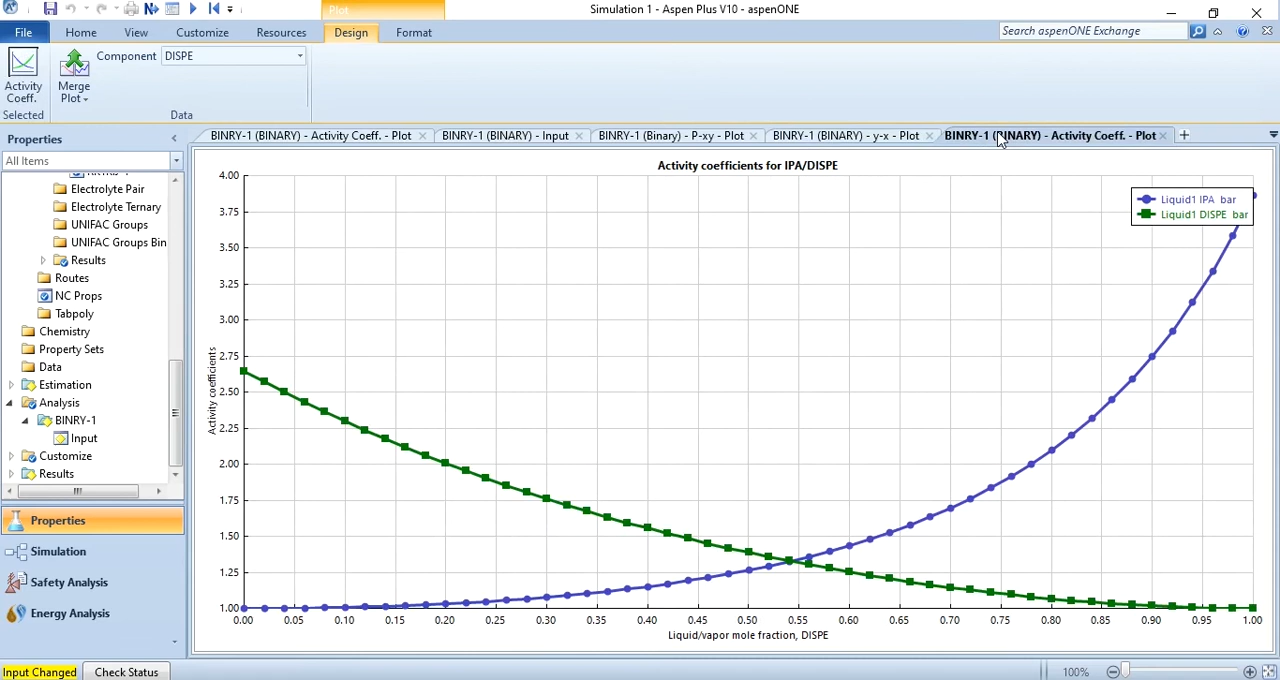 Plot
Simulation 1 - Aspen Plus V10 - aspenONE
File Home View Customize Resources Design Format
Search aspenONE Exchange
Component DISPE
Activity Coeff.
Merge Plot
Selected
Data
BINRY-1 (BINARY) - Activity Coeff. - Plot
BINRY-1 (BINARY) - Input
BINRY-1 (Binary) - P-xy - Plot
BINRY-1 (BINARY) - y-x - Plot
BINRY-1 (BINARY) - Activity Coeff. - Plot
Properties
All Items
Electrolyte Pair
Electrolyte Ternary
UNIFAC Groups
UNIFAC Groups Bin
Results
Routes
NC Props
Tabpoly
Chemistry
Property Sets
Data
Estimation
Analysis
BINRY-1
Input
Customize
Results
Properties
Simulation
Safety Analysis
Energy Analysis
Activity coefficients for IPA/DISPE
Liquid1 IPA bar
Liquid1 DISPE bar
Activity coefficients
4.00
3.75
3.50
3.25
3.00
2.75
2.50
2.25
2.00
1.75
1.50
1.25
1.00
0.00 0.05 0.10 0.15 0.20 0.25 0.30 0.35 0.40 0.45 0.50 0.55 0.60 0.65 0.70 0.75 0.80 0.85 0.90 0.95 1.00
Liquid/vapor mole fraction, DISPE
Input Changed
Check Status
100%